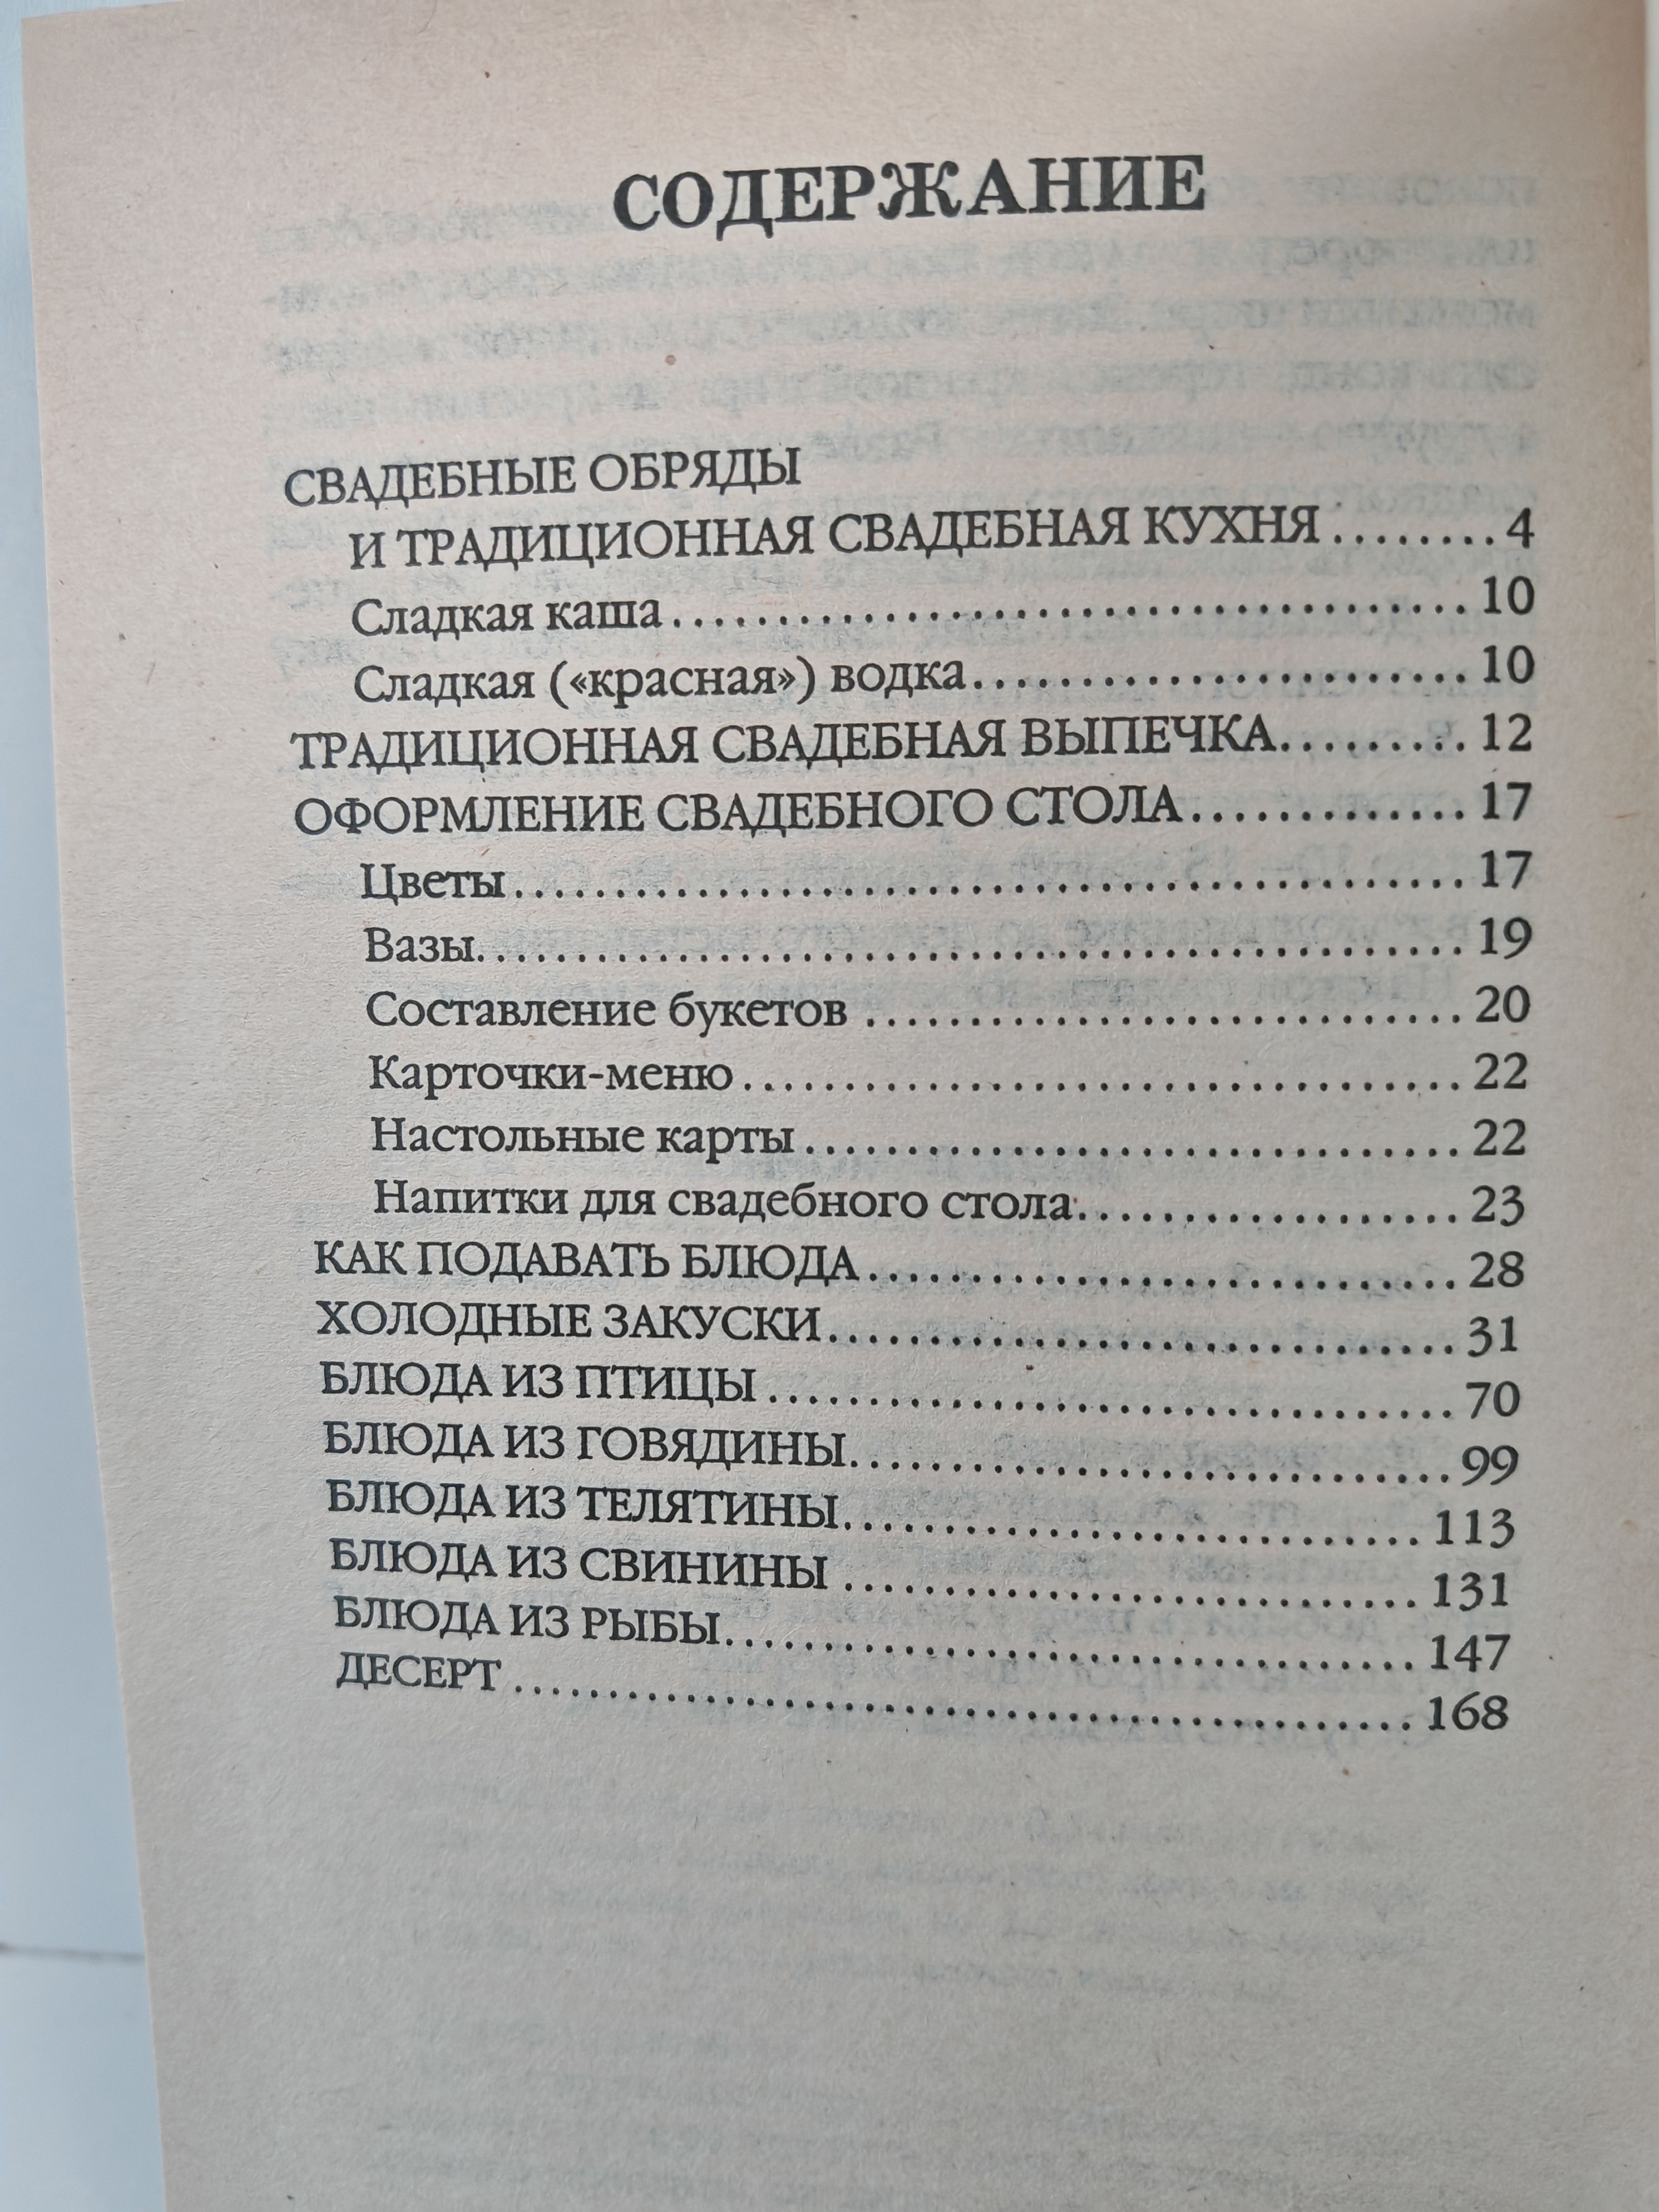 СОДЕРЖАНИЕ
СВАДЕБНЫЕ ОБРЯДЫ
И ТРАДИЦИОННАЯ СВАДЕБНАЯ КУХНЯ........4
Сладкая каша........10
Сладкая («красная») водка........10
ТРАДИЦИОННАЯ СВАДЕБНАЯ ВЫПЕЧКА........12
ОФОРМЛЕНИЕ СВАДЕБНОГО СТОЛА........17
Цветы........17
Вазы........19
Составление букетов........20
Карточки-меню........22
Настольные карты........22
Напитки для свадебного стола........23
КАК ПОДАВАТЬ БЛЮДА........28
ХОЛОДНЫЕ ЗАКУСКИ........31
БЛЮДА ИЗ ПТИЦЫ........70
БЛЮДА ИЗ ГОВЯДИНЫ........99
БЛЮДА ИЗ ТЕЛЯТИНЫ........113
БЛЮДА ИЗ СВИНИНЫ........131
БЛЮДА ИЗ РЫБЫ........147
ДЕСЕРТ........168